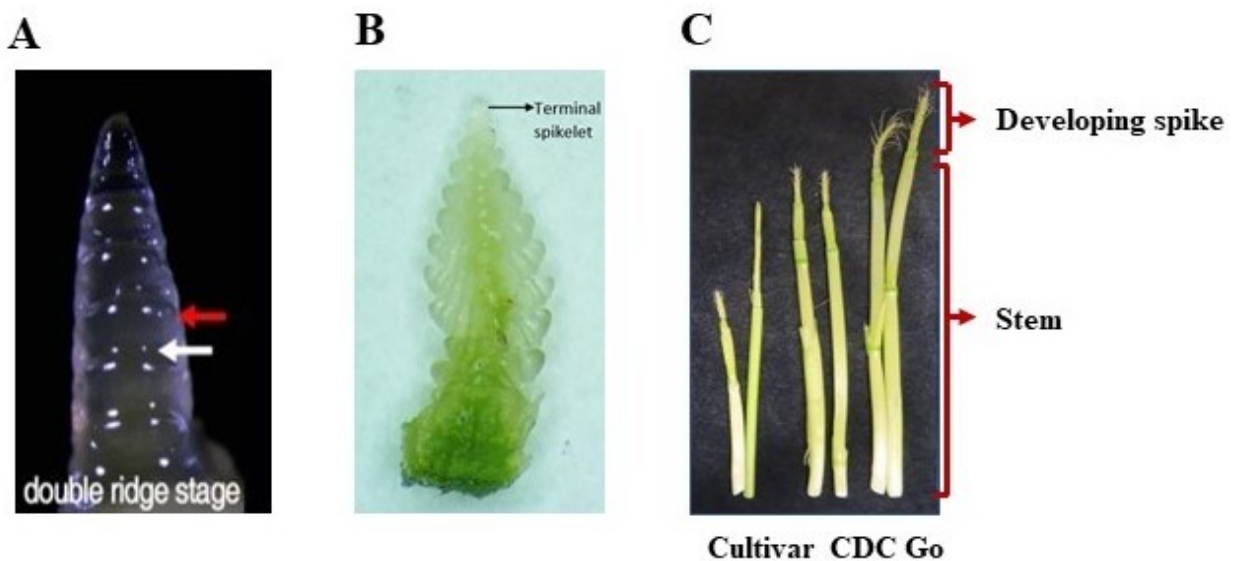 A
B
C
double ridge stage
Terminal
spikelet
Developing spike
Stem
Cultivar CDC Go